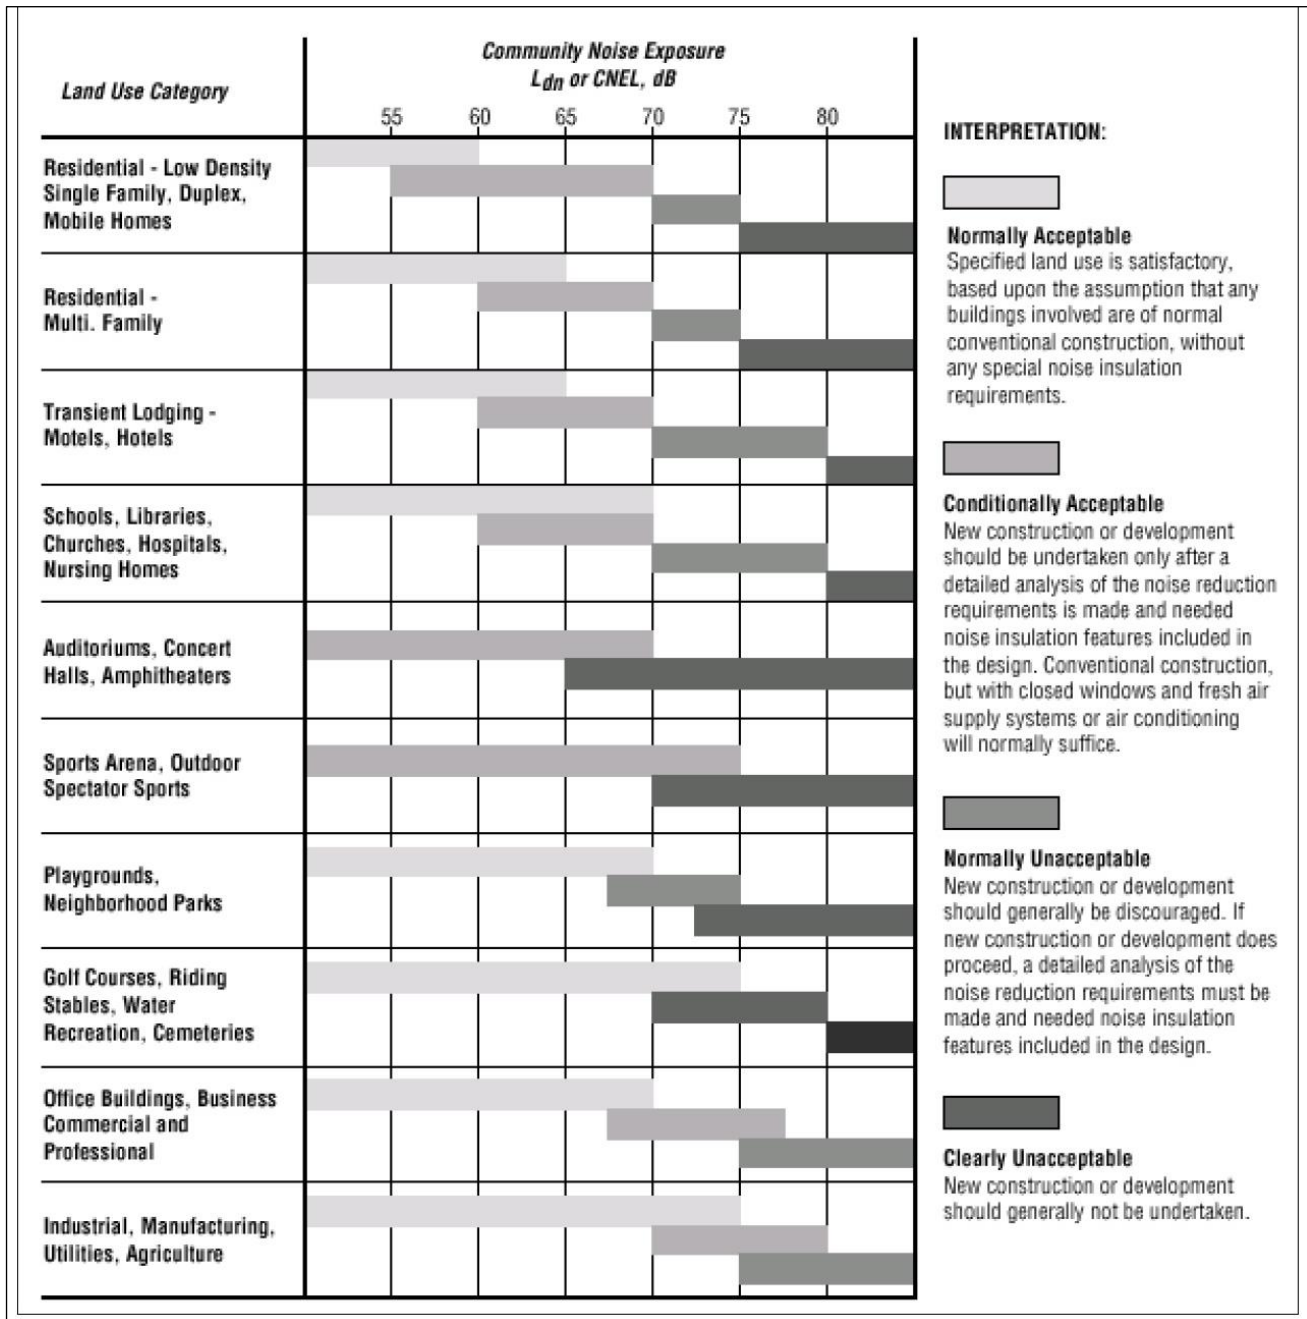 Community Noise Exposure
Ldn or CNEL, dB
Land Use Category
55 60 65 70 75 80
Residential - Low Density
Single Family, Duplex,
Mobile Homes
Residential -
Multi. Family
Transient Lodging -
Motels, Hotels
Schools, Libraries,
Churches, Hospitals,
Nursing Homes
Auditoriums, Concert
Halls, Amphitheaters
Sports Arena, Outdoor
Spectator Sports
Playgrounds,
Neighborhood Parks
Golf Courses, Riding
Stables, Water
Recreation, Cemeteries
Office Buildings, Business
Commercial and
Professional
Industrial, Manufacturing,
Utilities, Agriculture
INTERPRETATION:
Normally Acceptable
Specified land use is satisfactory,
based upon the assumption that any
buildings involved are of normal
conventional construction, without
any special noise insulation
requirements.
Conditionally Acceptable
New construction or development
should be undertaken only after a
detailed analysis of the noise reduction
requirements is made and needed
noise insulation features included in
the design. Conventional construction,
but with closed windows and fresh air
supply systems or air conditioning
will normally suffice.
Normally Unacceptable
New construction or development
should generally be discouraged. If
new construction or development does
proceed, a detailed analysis of the
noise reduction requirements must be
made and needed noise insulation
features included in the design.
Clearly Unacceptable
New construction or development
should generally not be undertaken.